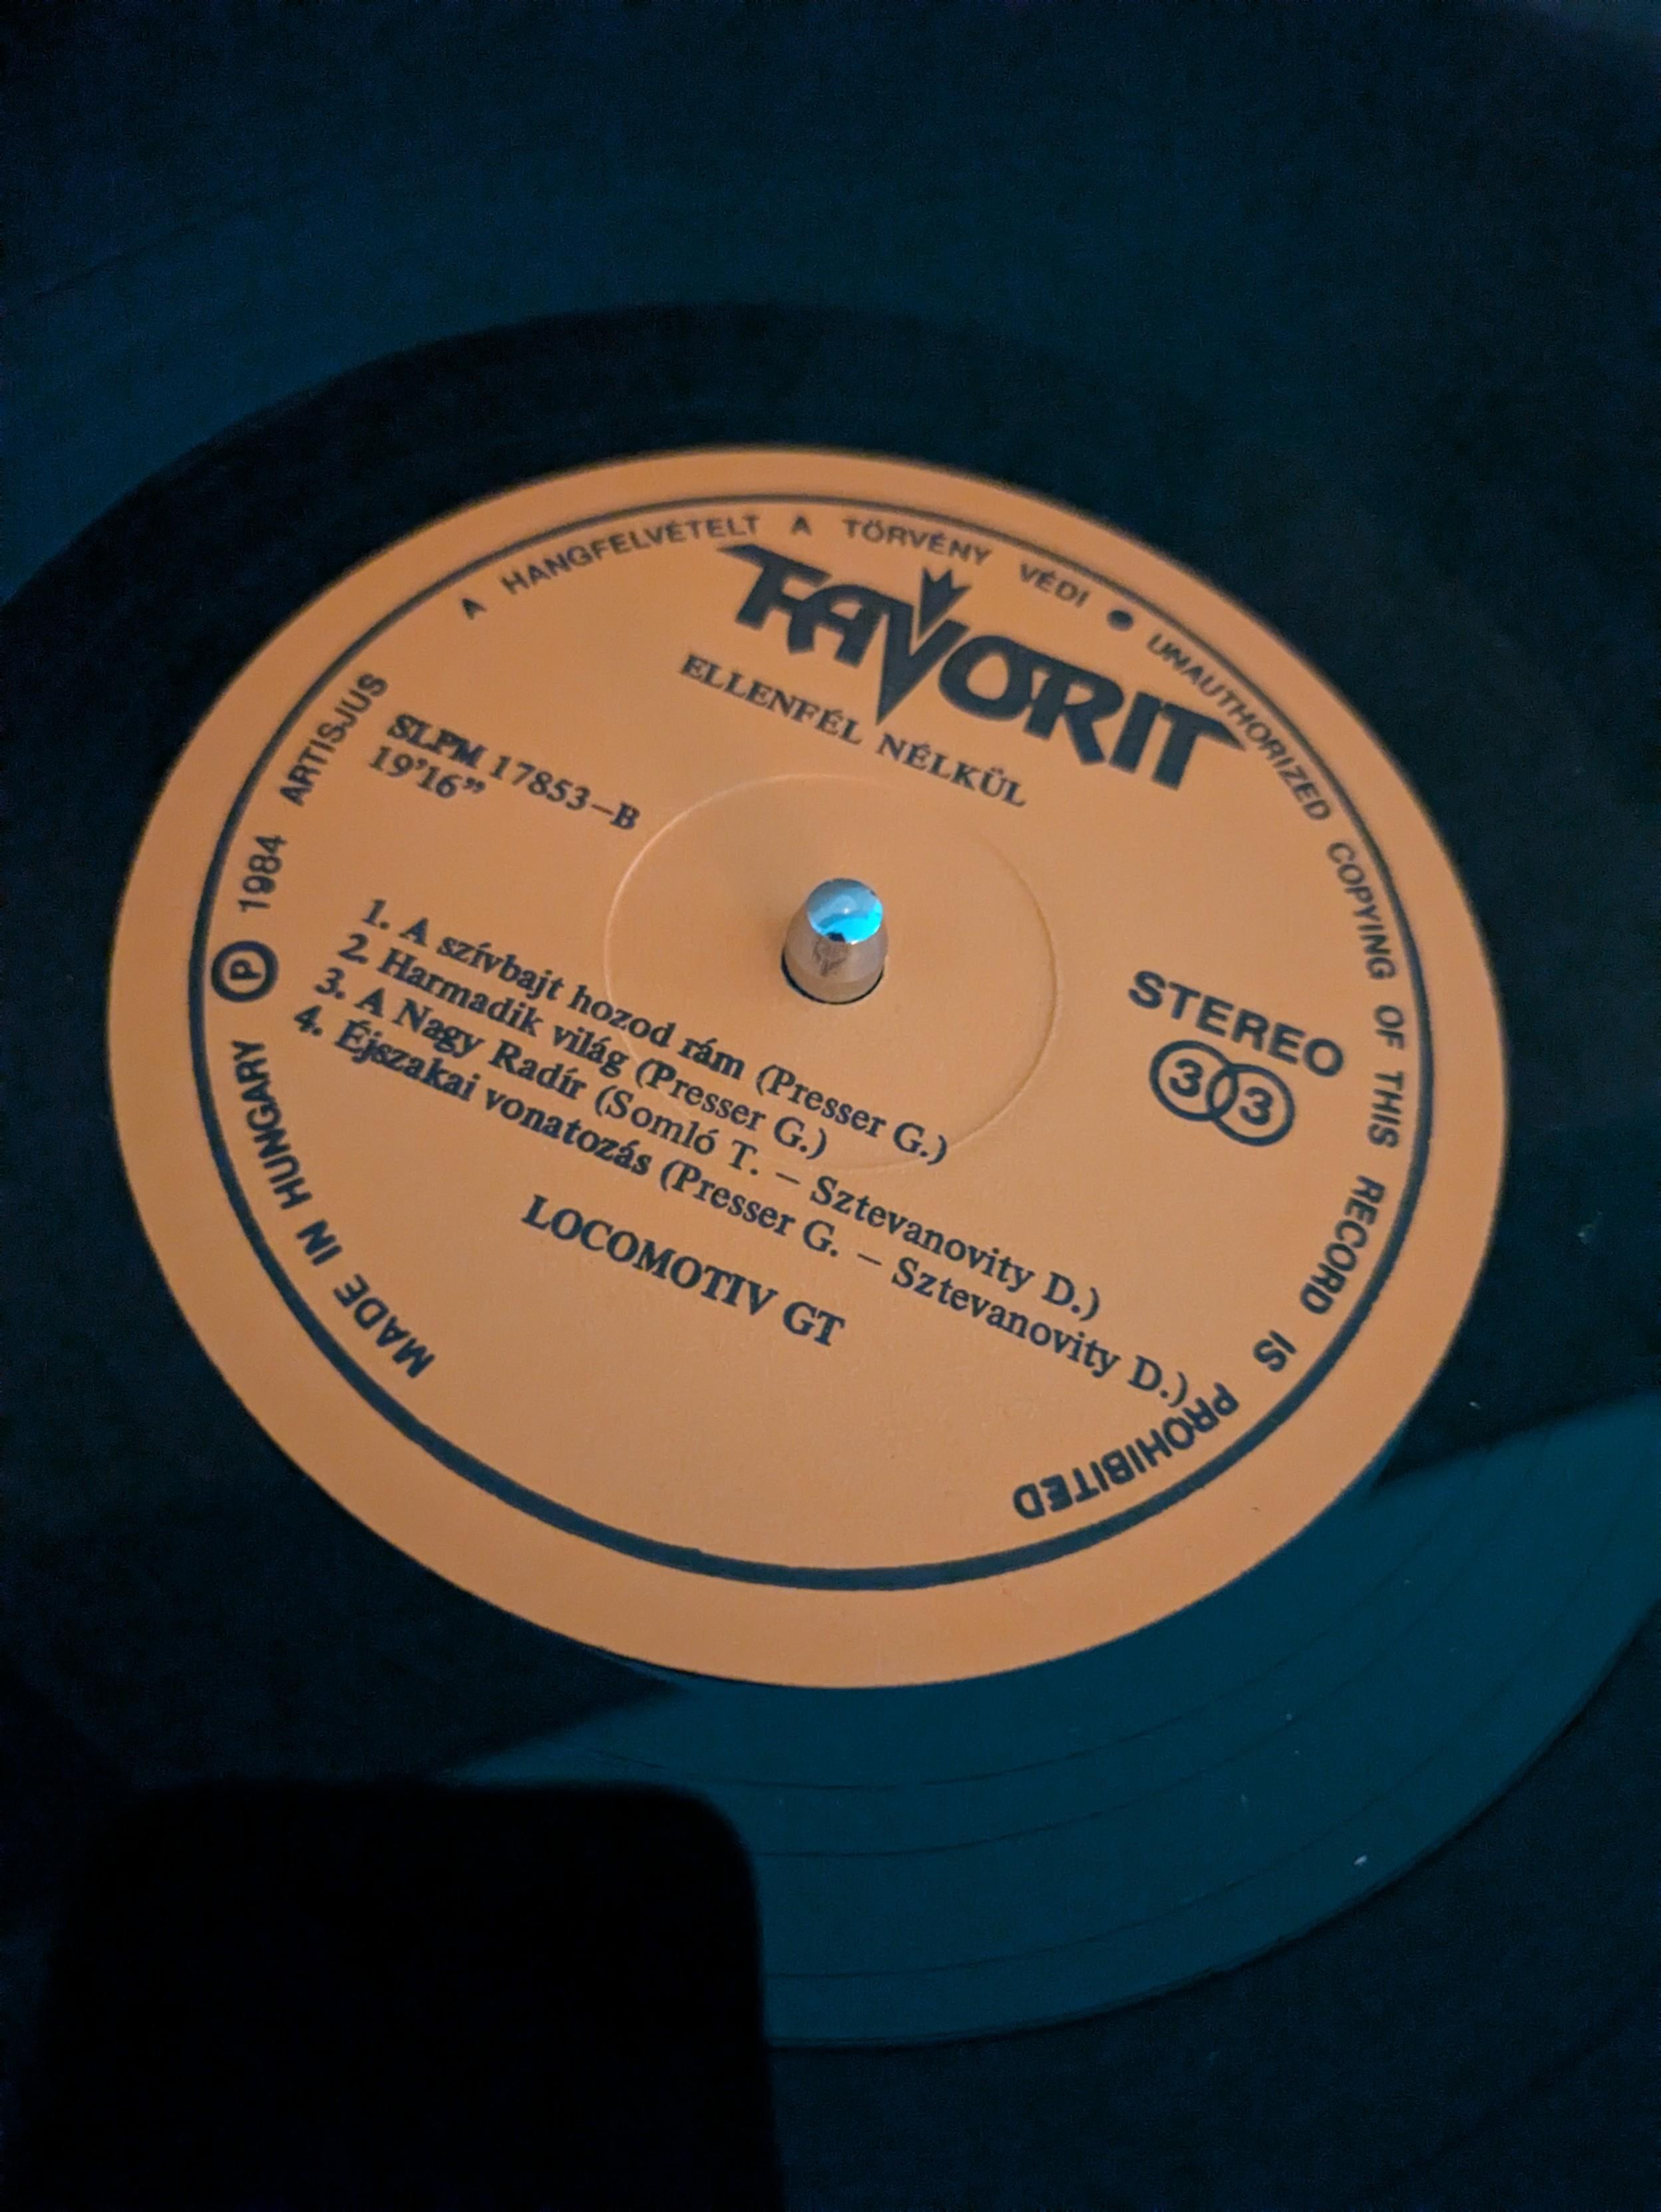 A HANGFELVÉTELT A TÖRVÉNY VÉDI • UNAUTHORIZED COPYING OF THIS RECORD IS PROHIBITED
FAVORIT
ELLENFÉL NÉLKÜL
SLPM 17853–B
19’16”
STEREO
33
1. A szívbajt hozod rám (Presser G.)
2. Harmadik világ (Presser G.)
3. A Nagy Radír (Somló T. – Sztevanovity D.)
4. Éjszakai vonatozás (Presser G. – Sztevanovity D.)
LOCOMOTIV GT
MADE IN HUNGARY Ⓟ 1984 ARTISJUS